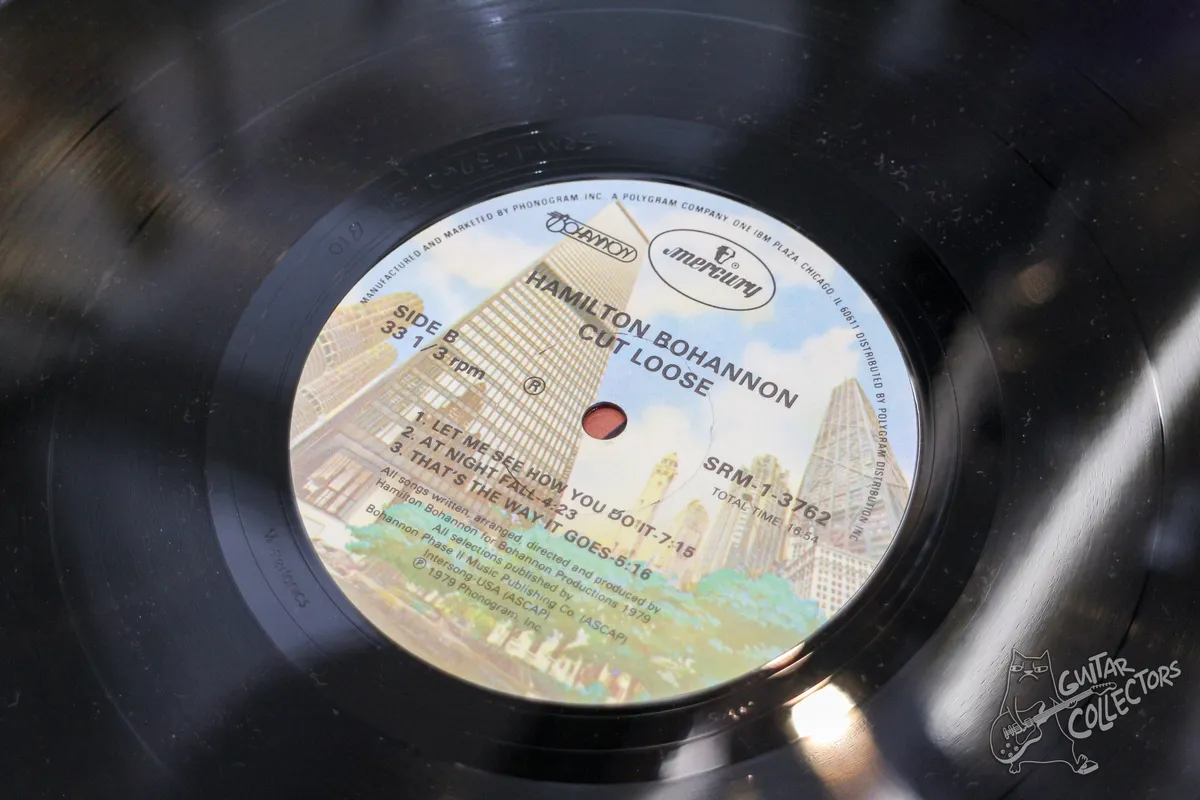 MANUFACTURED AND MARKETED BY PHONOGRAM INC. A POLYGRAM COMPANY ONE IBM PLAZA CHICAGO IL 60611 DISTRIBUTED BY POLYGRAM DISTRIBUTION INC
BOHANNON
mercury ®
HAMILTON BOHANNON
CUT LOOSE
SIDE B
33 1/3 rpm
Ⓡ
SRM-1-3762
TOTAL TIME: 16:54
1. LET ME SEE HOW YOU DO IT-7:15
2. AT NIGHT FALL-4:23
3. THAT'S THE WAY IT GOES-5:16
All songs written, arranged, directed and produced by
Hamilton Bohannon for Bohannon Productions 1979
All selections published by
Bohannon Phase II Music Publishing Co. (ASCAP)
Intersong-USA (ASCAP)
Ⓟ 1979 Phonogram, Inc.
GUITAR
COLLECTORS